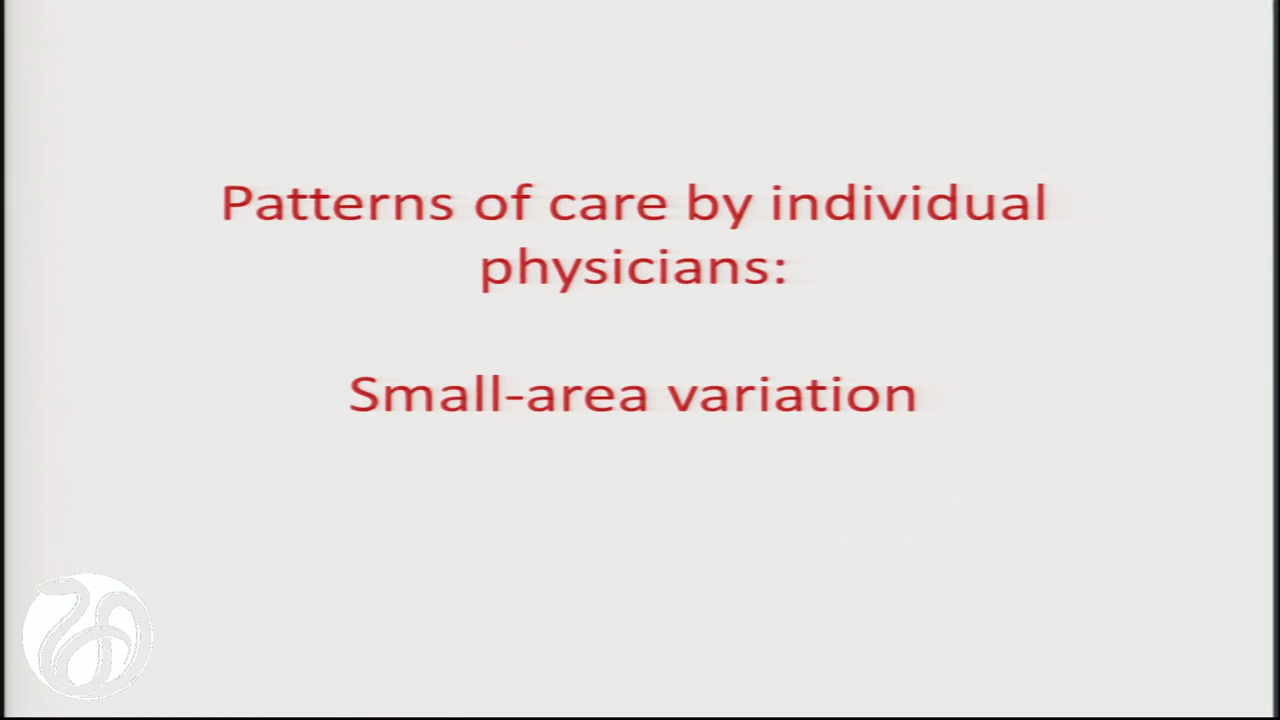 Patterns of care by individual
physicians:
Small-area variation